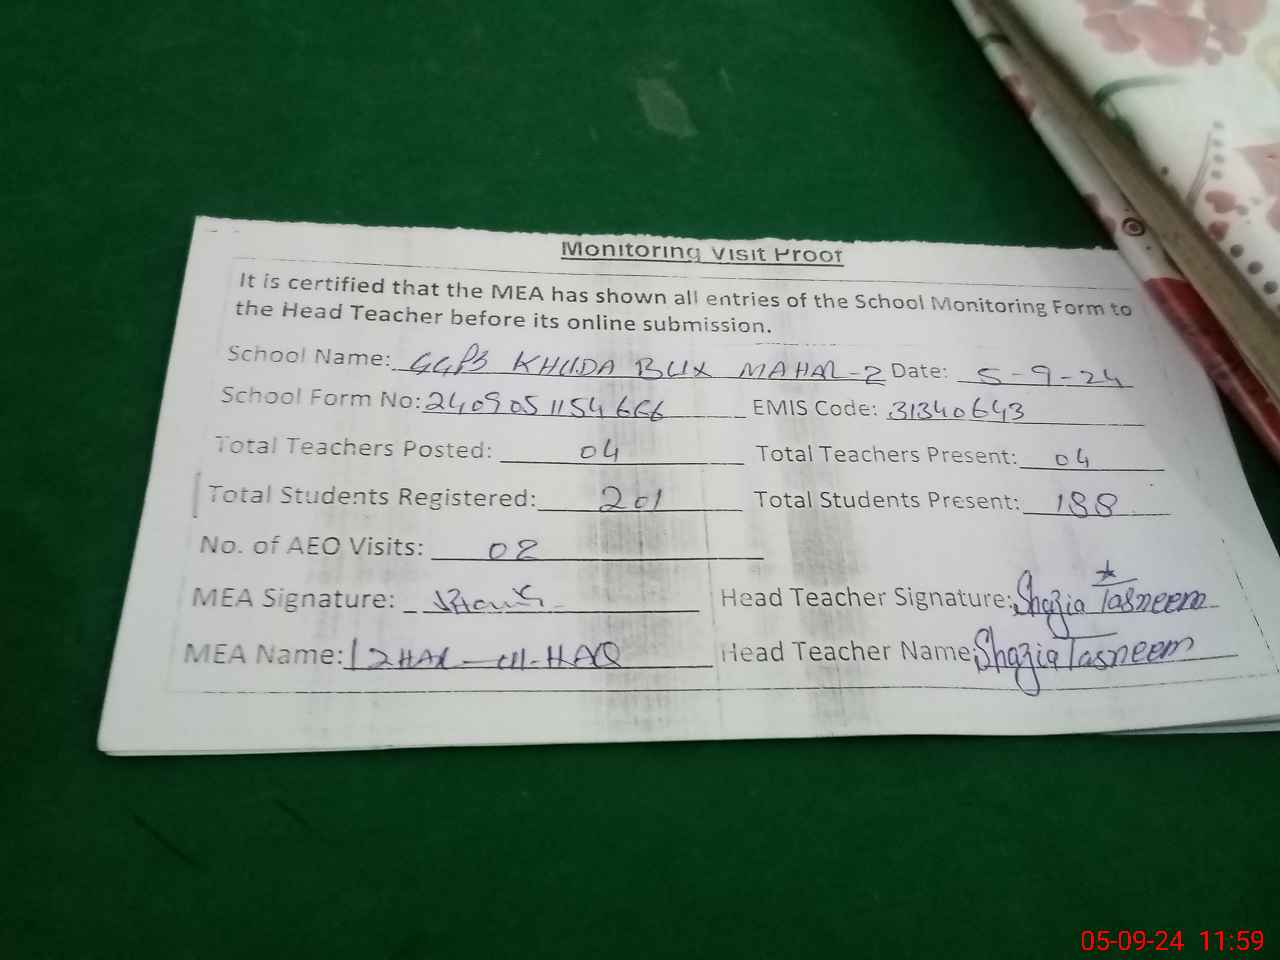 Monitoring Visit Proof
It is certified that the MEA has shown all entries of the School Monitoring Form to
the Head Teacher before its online submission.
School Name: GGPS KHUDA BUX MAHAR-2 Date: 5-9-24
School Form No: 2409051154666 EMIS Code: 31340643
Total Teachers Posted: 04 Total Teachers Present: 04
Total Students Registered: 201 Total Students Present: 188
No. of AEO Visits: 02
MEA Signature: Head Teacher Signature: Shazia Tasneem
MEA Name: IZHAR-UL-HAQ Head Teacher Name: Shazia Tasneem
05-09-24 11:59